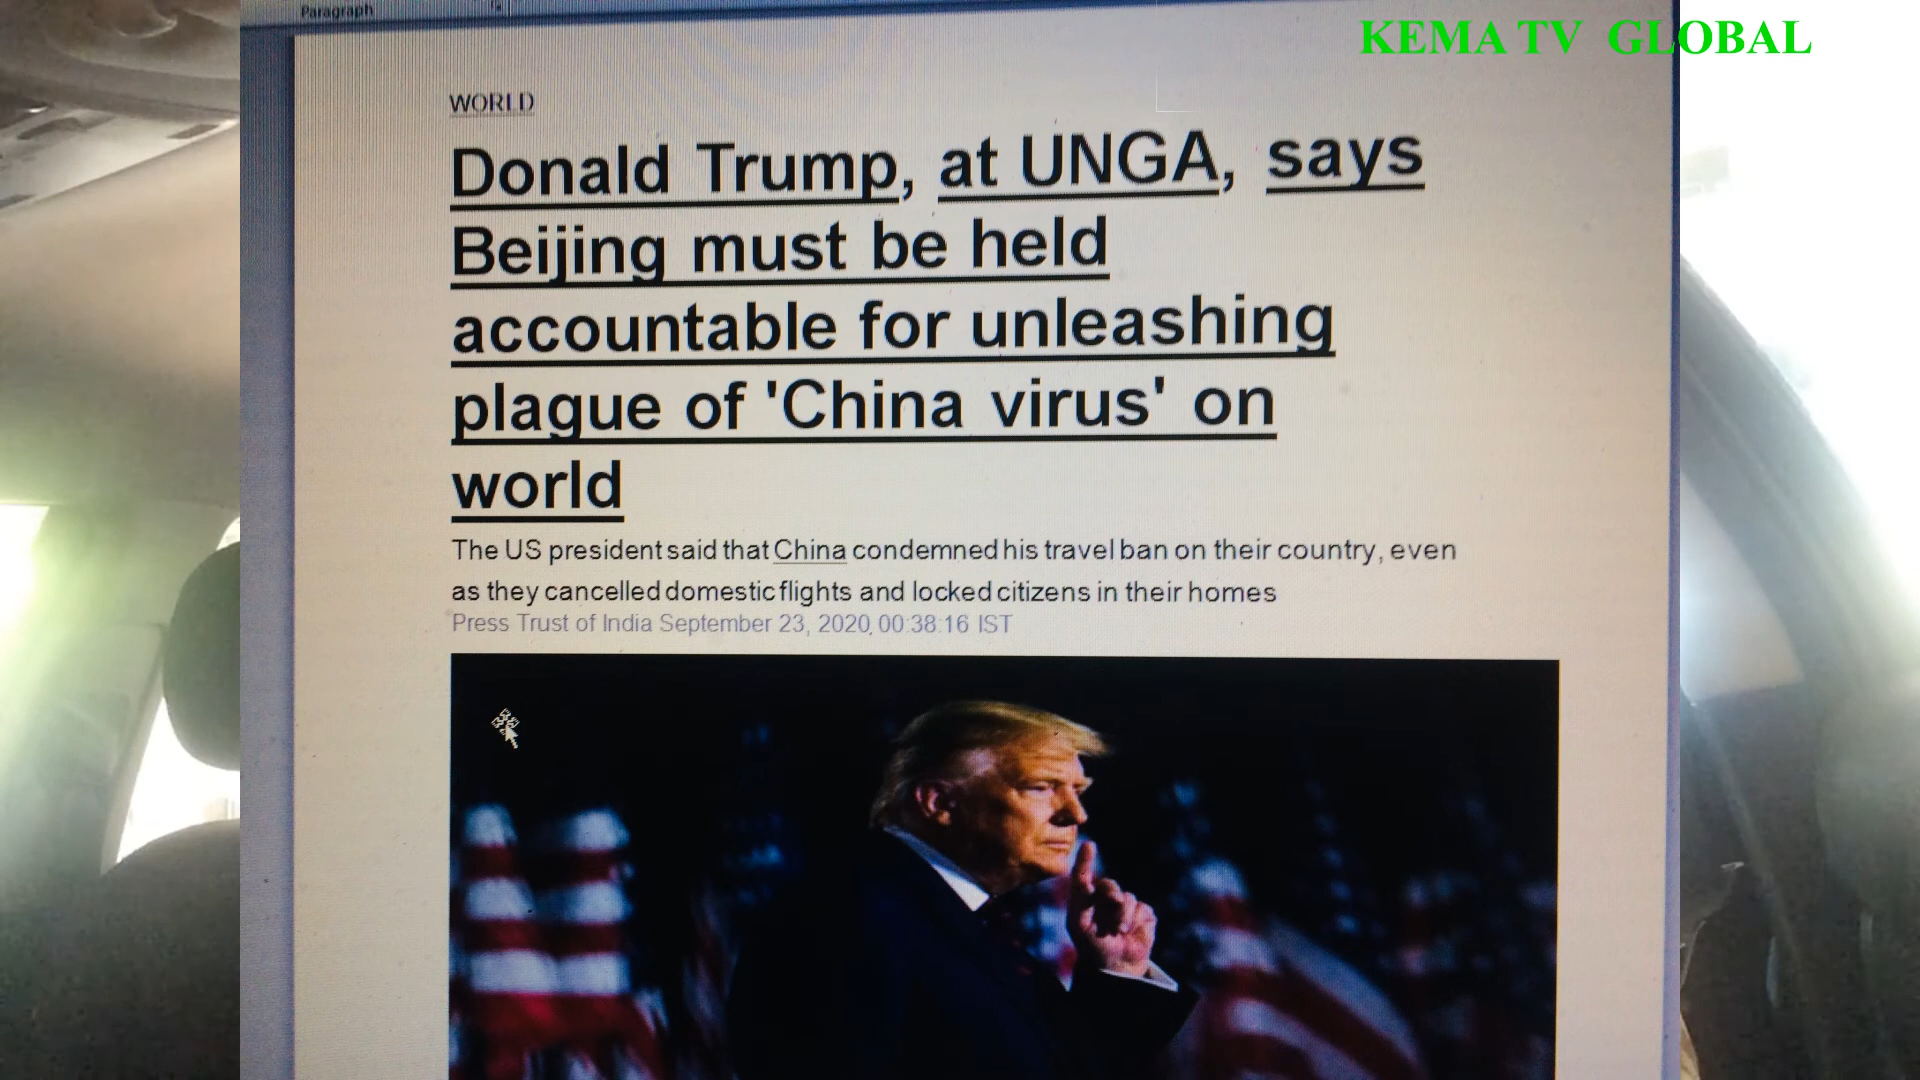 Paragraph
KEMA TV GLOBAL
WORLD
Donald Trump, at UNGA, says
Beijing must be held
accountable for unleashing
plague of 'China virus' on
world
The US president said that China condemned his travel ban on their country, even
as they cancelled domestic flights and locked citizens in their homes
Press Trust of India September 23, 2020 00:38:16 IST